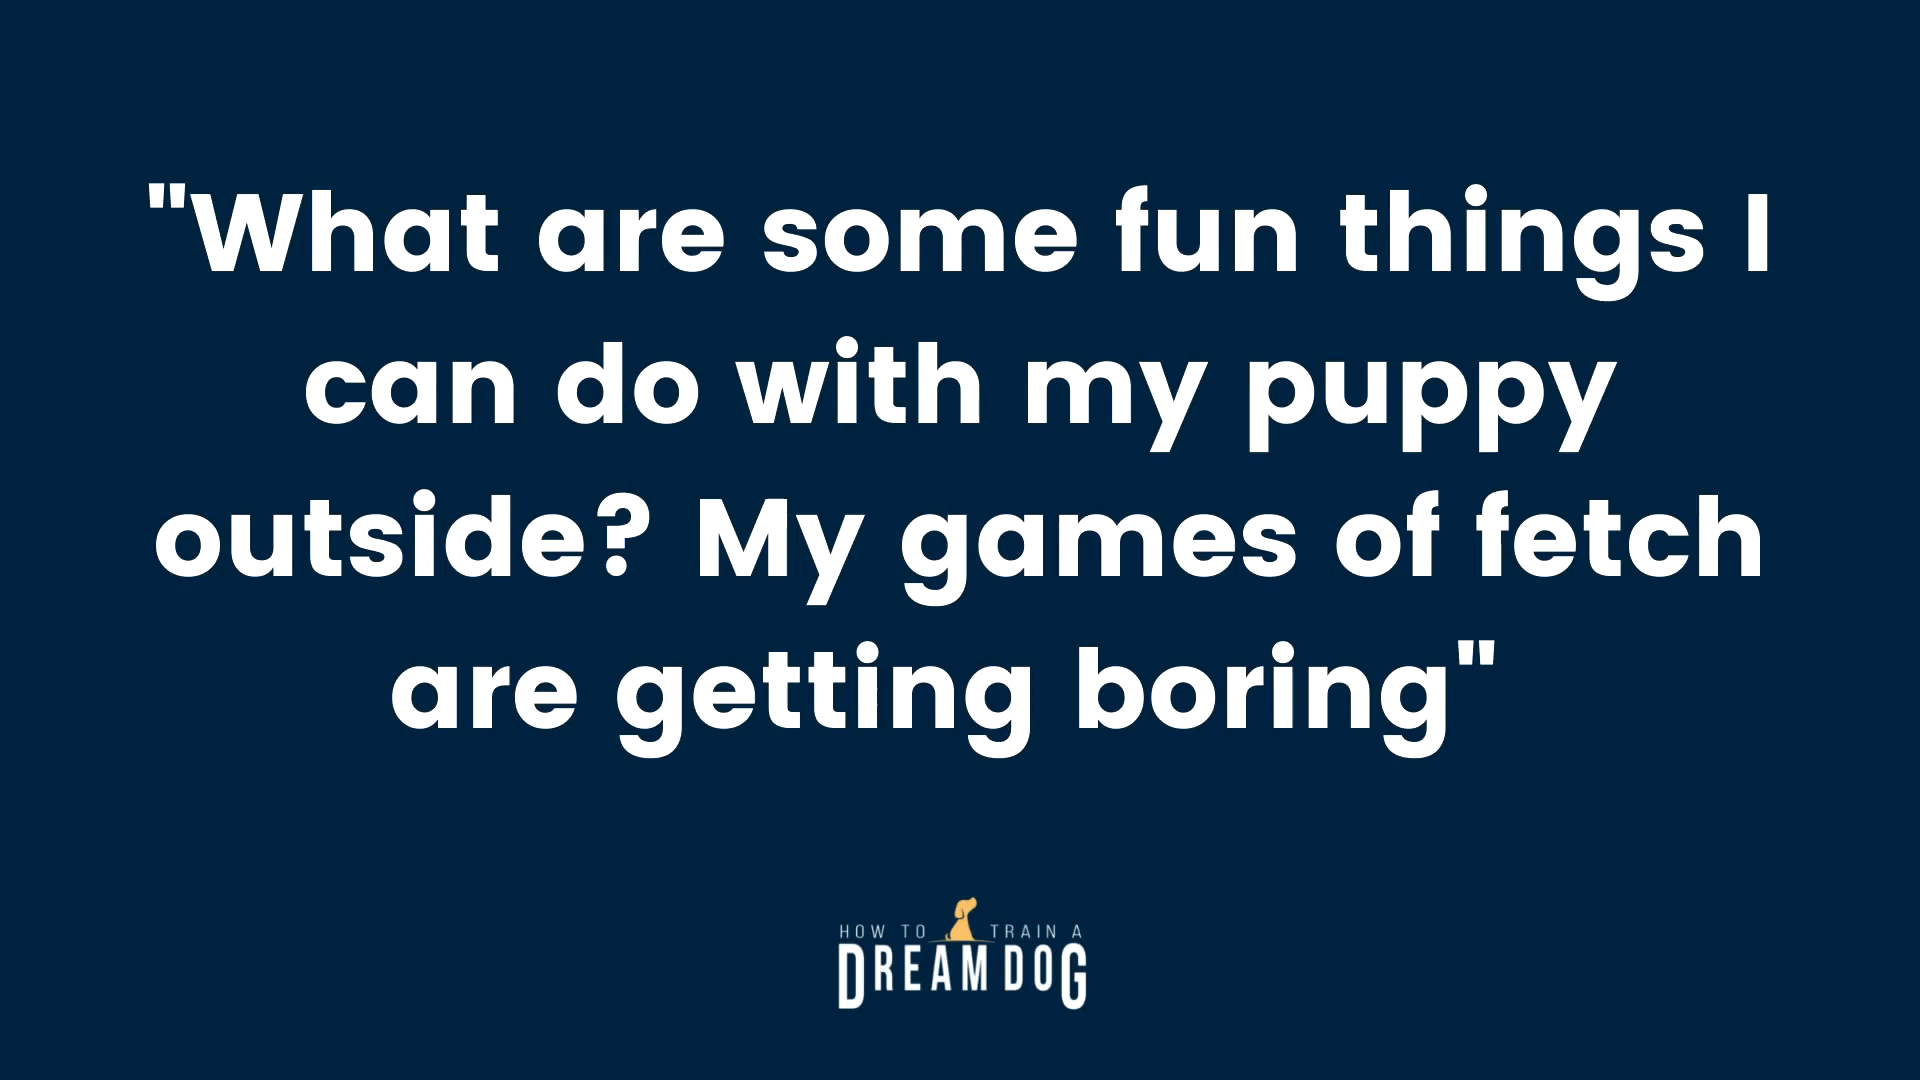 "What are some fun things I
can do with my puppy
outside? My games of fetch
are getting boring"
HOW TO TRAIN A
DREAM DOG